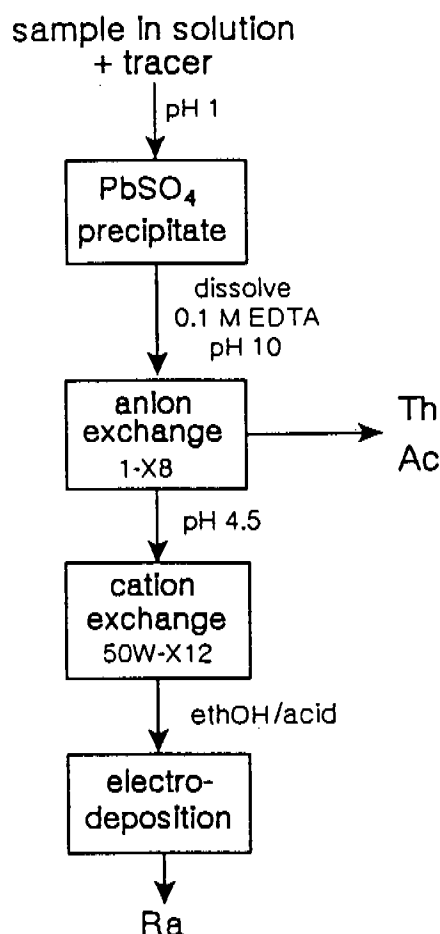 sample in solution
+ tracer
pH 1
PbSO₄
precipitate
dissolve
0.1 M EDTA
pH 10
anion
exchange
1-X8
Th
Ac
pH 4.5
cation
exchange
50W-X12
ethOH/acid
electro-
deposition
Ra